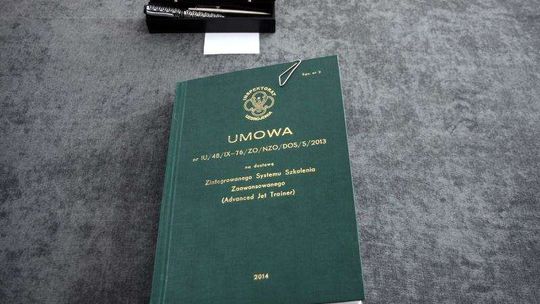 Egz. nr 2
INSPEKTORAT
UZBROJENIA
UMOWA
nr IU/48/IX-76/ZO/NZO/DOS/S/2013
na dostawę
Zintegrowanego Systemu Szkolenia
Zaawansowanego
(Advanced Jet Trainer)
2014